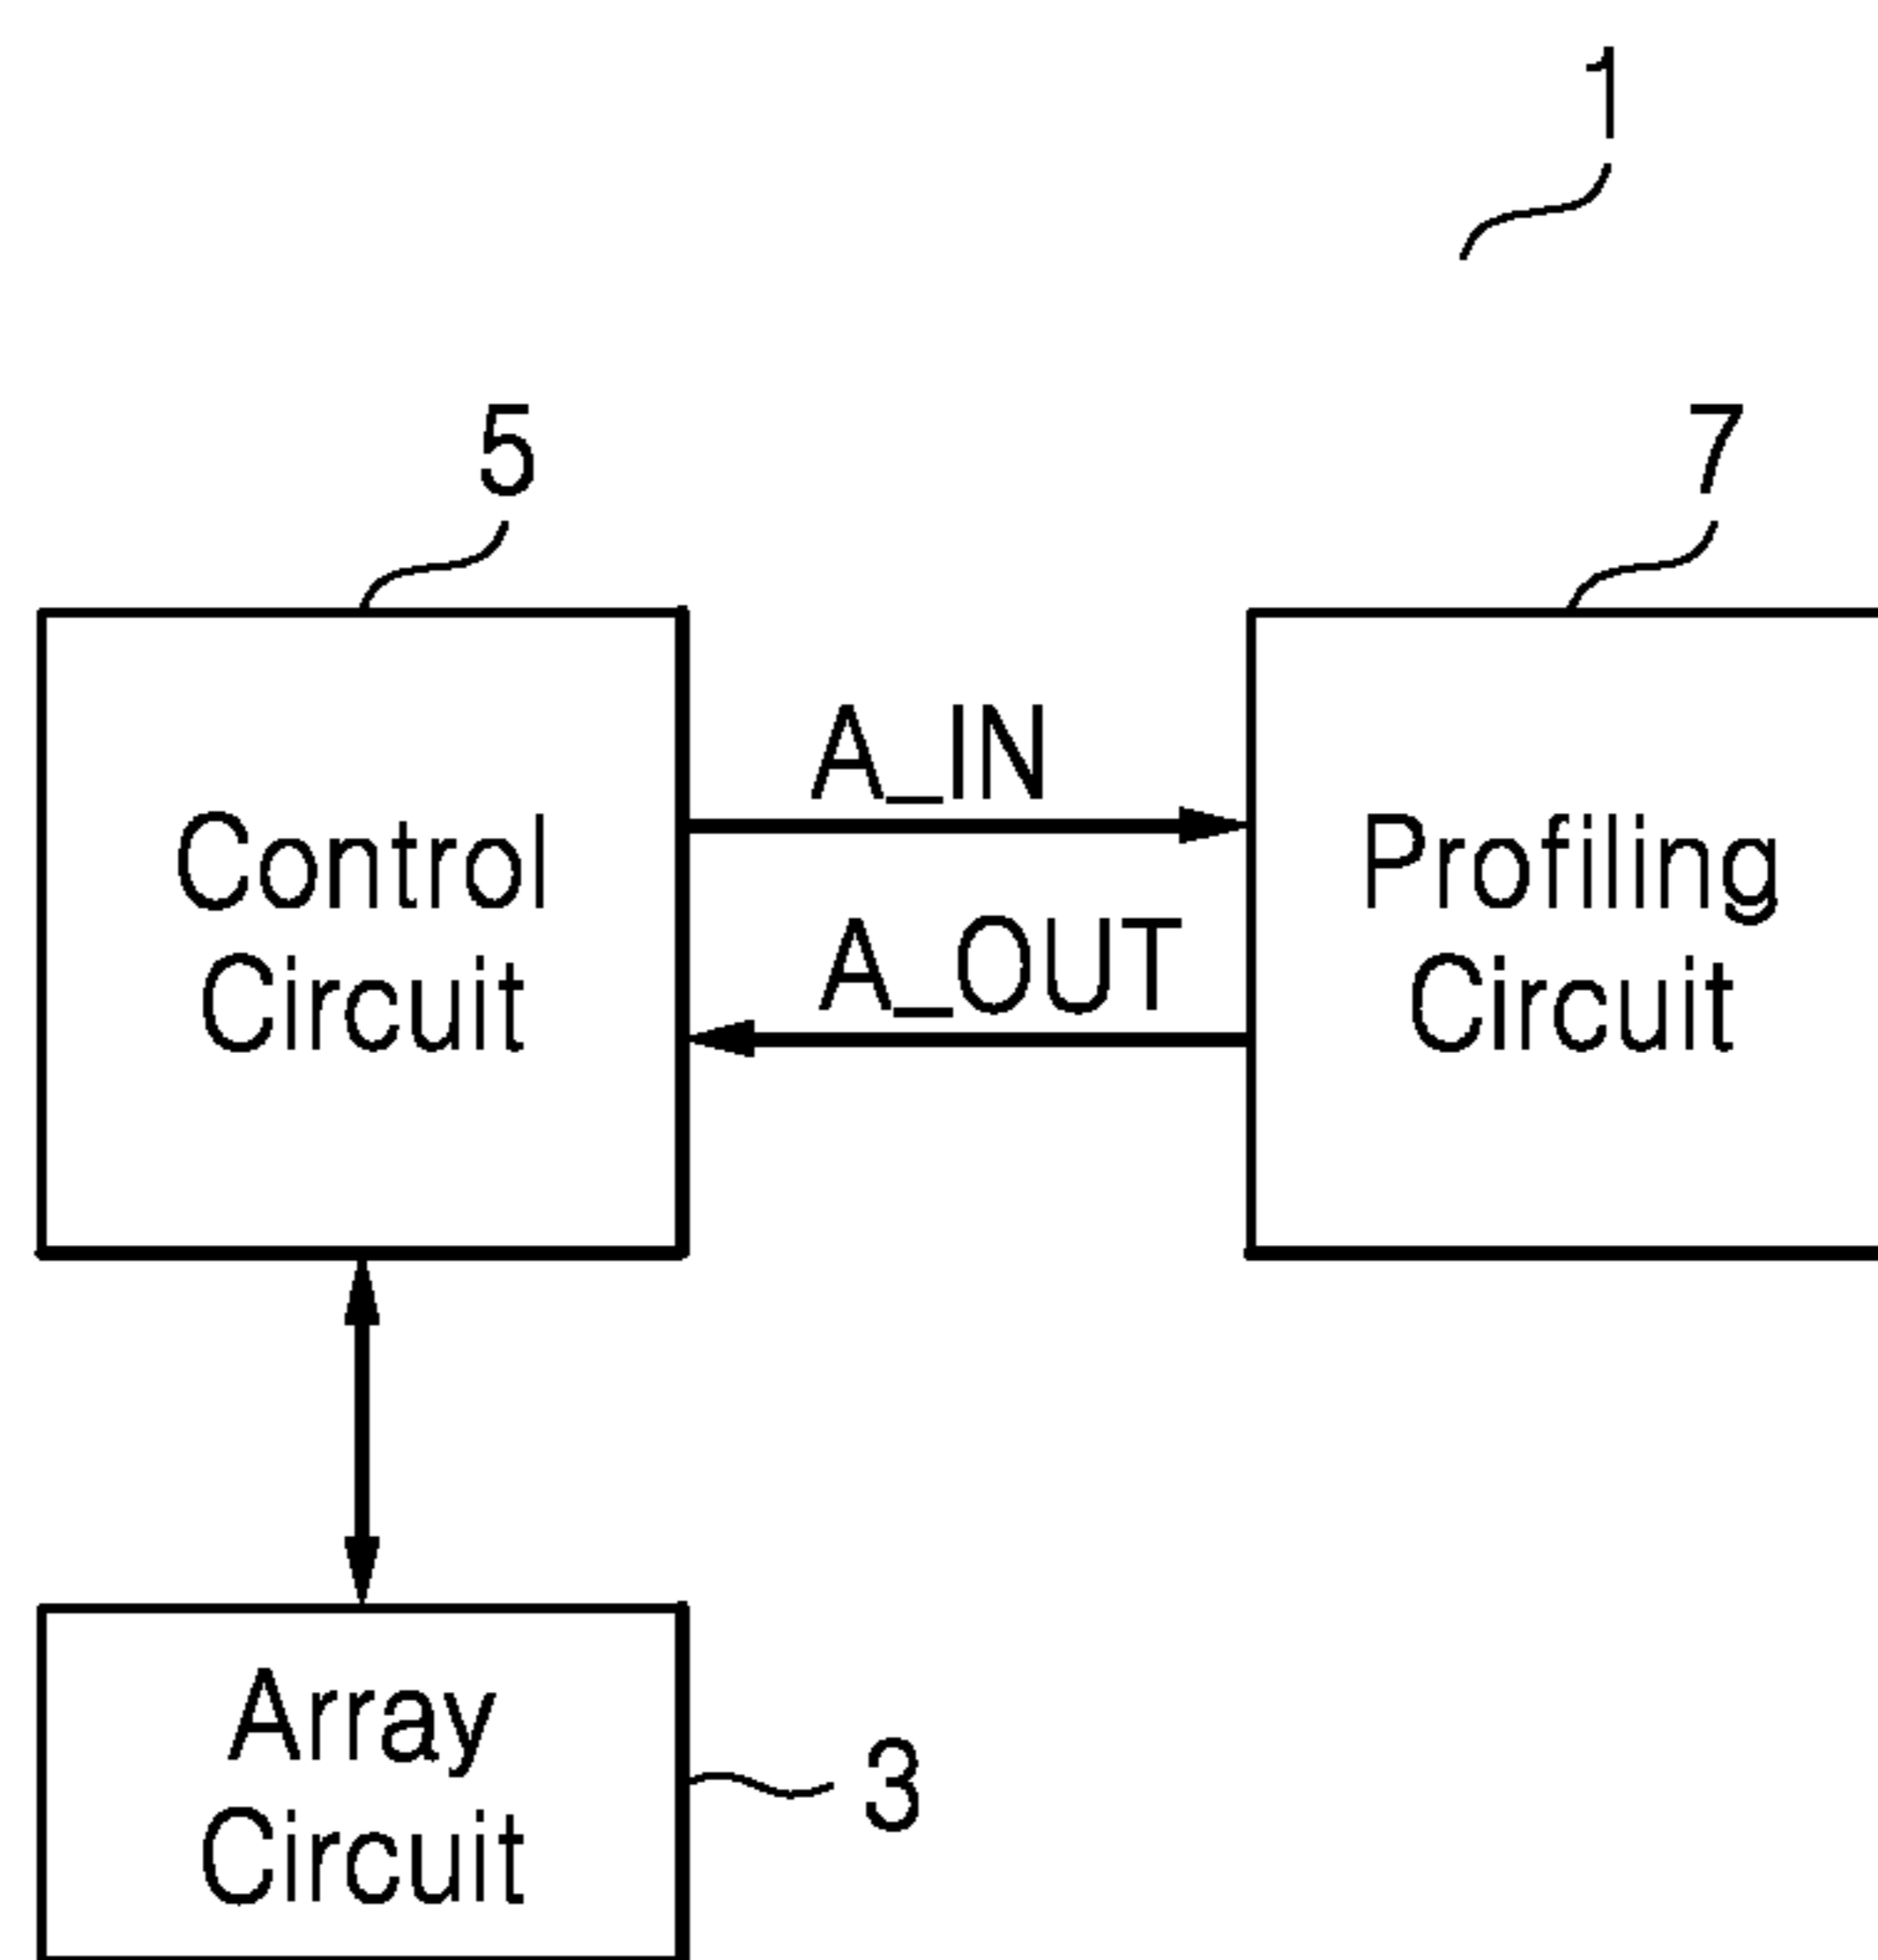 1
5
7
Control
Circuit
A_IN
A_OUT
Profiling
Circuit
Array
Circuit
3